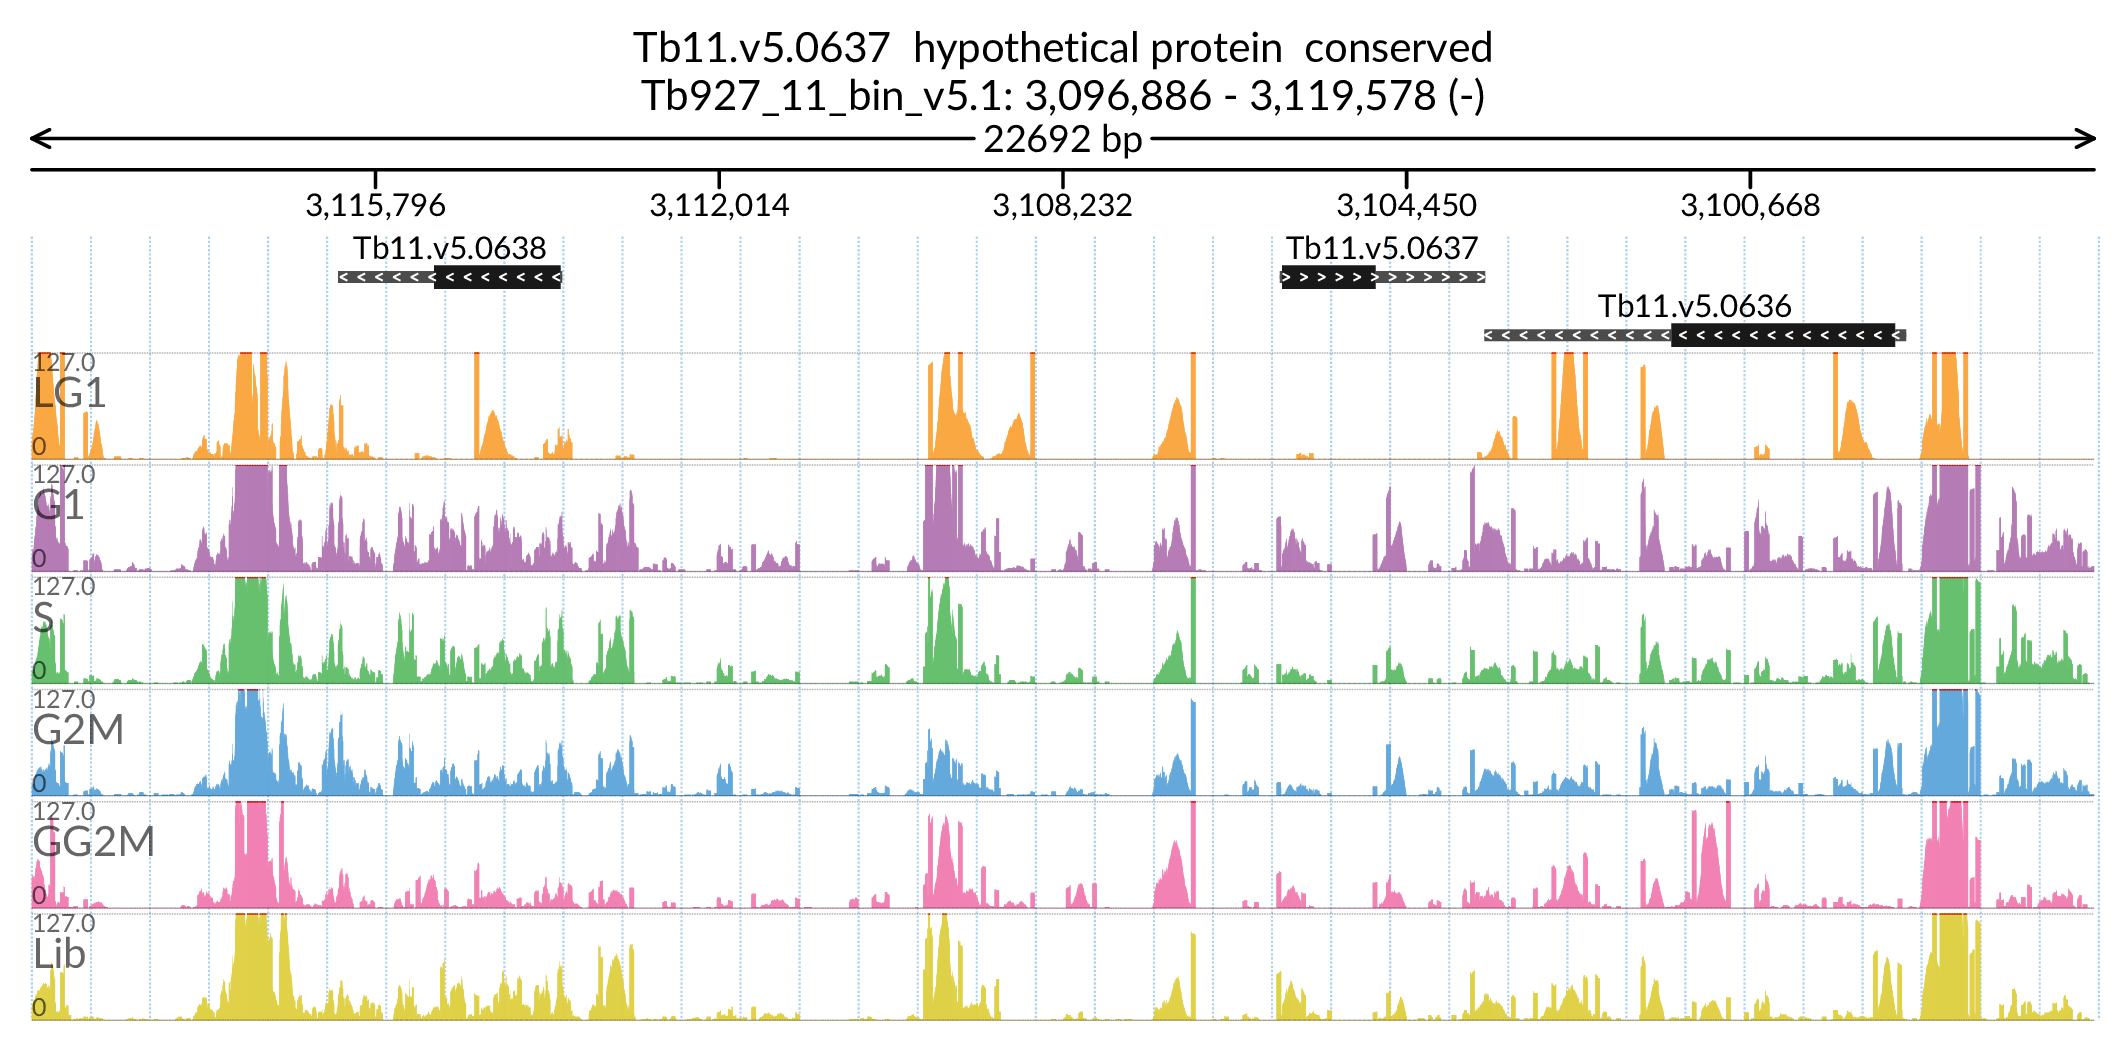 Tb11.v5.0637 hypothetical protein conserved
Tb927_11_bin_v5.1: 3,096,886 - 3,119,578 (-)
22692 bp
3,115,796 3,112,014 3,108,232 3,104,450 3,100,668
Tb11.v5.0638 Tb11.v5.0637
Tb11.v5.0636
127.0
LG1
0
127.0
G1
0
127.0
S
0
127.0
G2M
0
127.0
GG2M
0
127.0
Lib
0